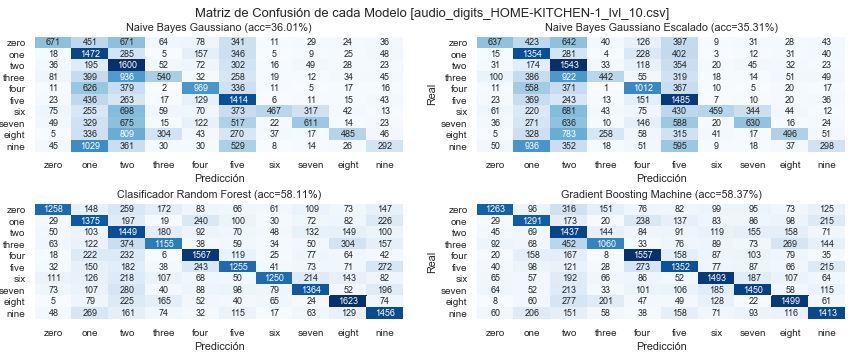 Matriz de Confusión de cada Modelo [audio_digits_HOME-KITCHEN-1_lvl_10.csv]
Naive Bayes Gaussiano (acc=36.01%)
zero 671 451 671 64 78 341 11 29 24 36
one 18 1472 285 5 157 346 5 9 25 48
two 36 195 1600 52 72 302 16 49 28 23
three 81 399 936 540 32 258 19 12 34 45
four 11 626 379 2 969 336 11 5 17 16
five 23 436 263 17 129 1414 6 11 15 43
six 75 255 698 59 70 373 467 317 42 13
seven 49 329 675 15 122 517 22 611 14
eight 5 336 809 304 43 270 37 17 485 46
nine 45 1029 361 30 30 529 8 14 26 292
zero one two three four five six seven eight nine
Predicción
Naive Bayes Gaussiano Escalado (acc=35.31%)
Real
zero 637 423 642 40 126 397 9 31 28 43
one 15 1354 281 4 228 402 3 12 31 40
two 31 174 1543 33 118 354 20 45 32 23
three 100 386 922 442 55 319 18 14 51 49
four 11 558 371 1 1012 367 10 5 17 20
five 23 369 243 13 151 1485 7 10 20 36
six 61 220 681 43 75 430 459 344 44 12
seven 36 271 636 10 146 588 16 630 16 24
eight 5 328 783 258 58 315 41 17 496 51
nine 50 936 352 18 51 595 9 18 37 298
zero one two three four five six seven eight nine
Predicción
Clasificador Random Forest (acc=58.11%)
zero 1258 148 259 172 83 66 61 109 73 147
one 29 1375 197 19 240 100 30 72 82 226
two 50 103 1449 180 92 70 48 132 149 100
three 63 122 374 1155 38 59 34 50 304 157
four 18 222 232 6 1567 119 25 77 64 42
five 32 150 182 38 243 1255 41 73 71 272
six 111 126 218 107 68 50 1250 214 143 82
seven 73 107 280 40 88 98 79 1364 52 196
eight 5 79 225 165 52 40 65 24 1623 74
nine 48 269 161 74 32 115 17 63 129 1456
zero one two three four five six seven eight nine
Predicción
Gradient Boosting Machine (acc=58.37%)
Real
zero 1263 96 316 151 76 82 99 95 73 125
one 29 1291 173 20 238 137 83 86 98 215
two 45 69 1437 144 84 91 119 155 158 71
three 92 68 452 1060 33 76 89 73 269 144
four 20 158 167 8 1557 158 87 103 79 35
five 40 98 121 28 273 1352 77 87 66 215
six 65 57 192 66 86 52 1493 187 107 64
seven 64 52 213 33 101 106 185 1450 58 115
eight 8 60 277 201 47 49 128 22 1499 61
nine 60 206 151 58 38 158 71 93 116 1413
zero one two three four five six seven eight nine
Predicción